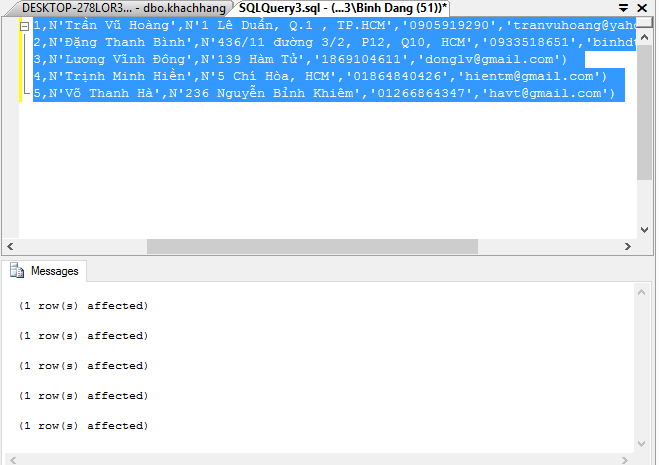 DESKTOP-278LOR3... - dbo.khachhang SQLQuery3.sql - (...3\Binh Dang (51))*
1,N'Trần Vũ Hoàng',N'1 Lê Duẩn, Q.1 , TP.HCM','0905919290','tranvuhoang@yah
2,N'Đặng Thanh Bình',N'436/11 đường 3/2, P12, Q10, HCM','0933518651','binhdt
3,N'Lương Vĩnh Đông',N'139 Hàm Tử','1869104611','donglv@gmail.com')
4,N'Trịnh Minh Hiền',N'5 Chí Hòa, HCM','01864840426','hientm@gmail.com')
5,N'Võ Thanh Hà',N'236 Nguyễn Bỉnh Khiêm','01266864347','havt@gmail.com')
Messages
(1 row(s) affected)
(1 row(s) affected)
(1 row(s) affected)
(1 row(s) affected)
(1 row(s) affected)